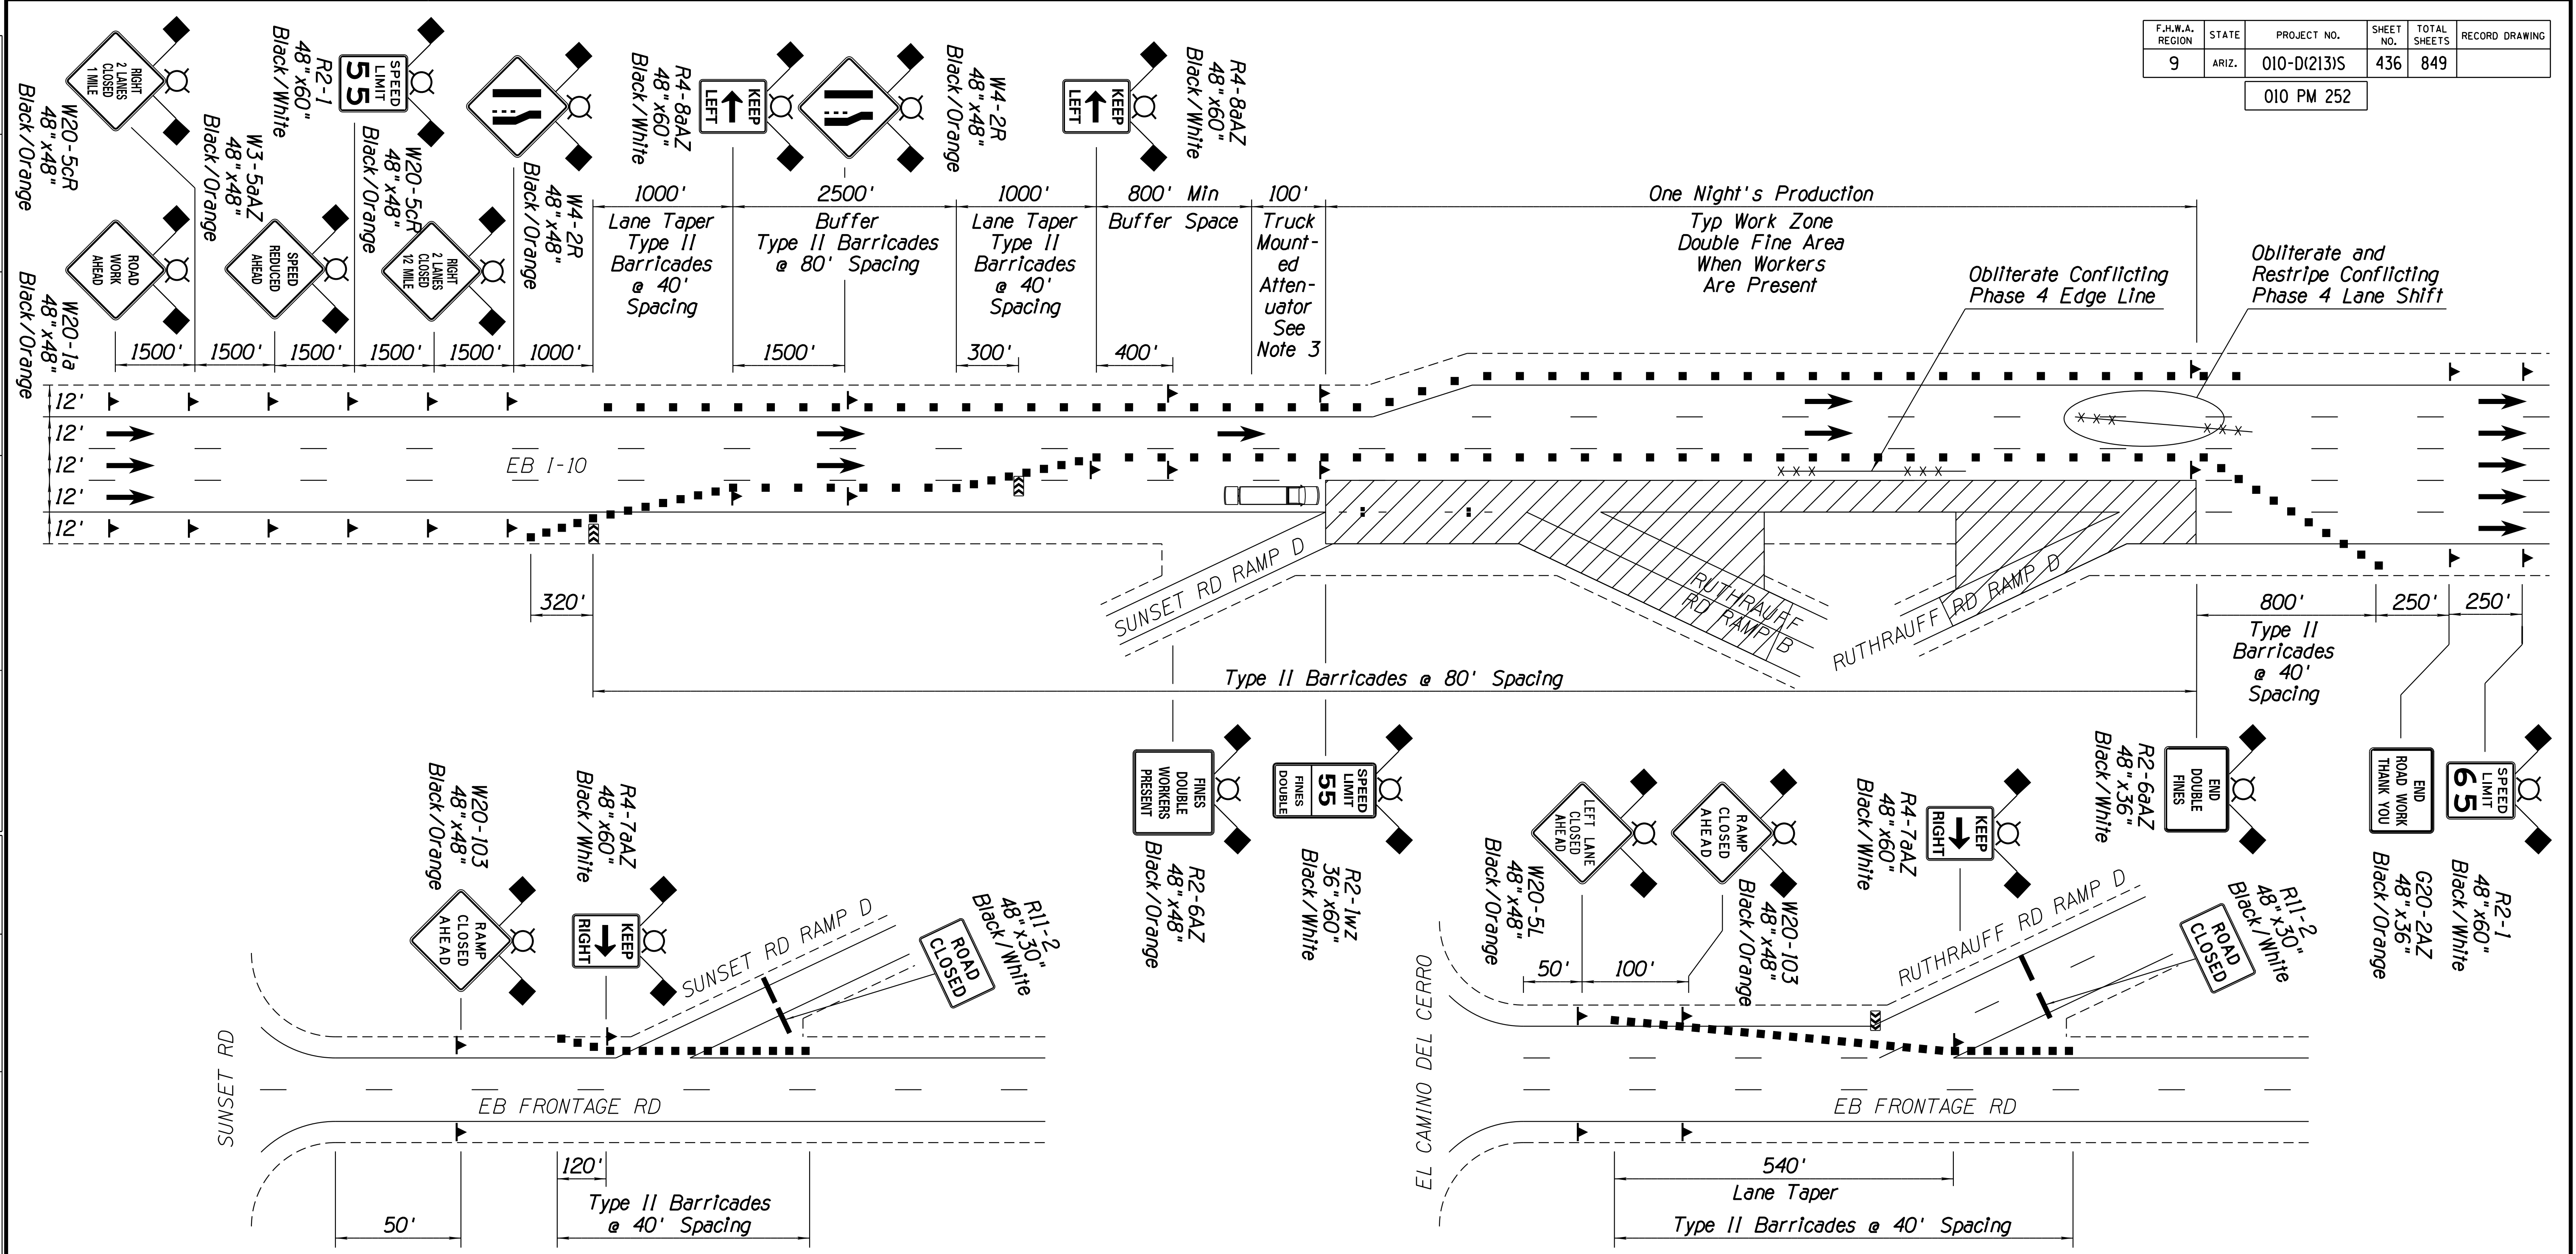 F.H.W.A. REGION
STATE
PROJECT NO.
SHEET NO.
TOTAL SHEETS
RECORD DRAWING
9
ARIZ.
010-D(213)S
436
849
010 PM 252
RIGHT
2 LANES
CLOSED
1 MILE
W20-5cR
48"x48"
Black/Orange
ROAD
WORK
AHEAD
W20-1a
48"x48"
Black/Orange
SPEED
REDUCED
AHEAD
W3-5aAZ
48"x48"
Black/Orange
SPEED
LIMIT
55
R2-1
48"x60"
Black/White
RIGHT
2 LANES
CLOSED
12 MILE
W20-5cR
48"x48"
Black/Orange
W4-2R
48"x48"
Black/Orange
KEEP
LEFT
R4-8aAZ
48"x60"
Black/White
W4-2R
48"x48"
Black/Orange
KEEP
LEFT
R4-8aAZ
48"x60"
Black/White
1000'
Lane Taper
Type II
Barricades
@ 40'
Spacing
2500'
Buffer
Type II Barricades
@ 80' Spacing
1000'
Lane Taper
Type II
Barricades
@ 40'
Spacing
800' Min
Buffer Space
100'
Truck
Mount-
ed
Atten-
uator
See
Note 3
One Night's Production
Typ Work Zone
Double Fine Area
When Workers
Are Present
Obliterate Conflicting
Phase 4 Edge Line
Obliterate and
Restripe Conflicting
Phase 4 Lane Shift
1500'
1500'
1500'
1500'
1500'
1000'
1500'
300'
400'
12'
12'
12'
12'
12'
EB I-10
320'
SUNSET RD RAMP D
RUTHRAUFF
RD RAMP B
RUTHRAUFF RD RAMP D
Type II Barricades @ 80' Spacing
800'
Type II
Barricades
@ 40'
Spacing
250'
250'
FINES
DOUBLE
WORKERS
PRESENT
R2-6AZ
48"x48"
Black/Orange
SPEED
LIMIT
55
FINES
DOUBLE
R2-1wz
36"x60"
Black/White
END
DOUBLE
FINES
R2-6aAZ
48"x36"
Black/White
END
ROAD WORK
THANK YOU
G20-2AZ
48"x36"
Black/Orange
SPEED
LIMIT
65
R2-1
48"x60"
Black/White
RAMP
CLOSED
AHEAD
W20-103
48"x48"
Black/Orange
KEEP
RIGHT
R4-7aAZ
48"x60"
Black/White
SUNSET RD RAMP D
ROAD
CLOSED
R11-2
48"x30"
Black/White
SUNSET RD
EB FRONTAGE RD
50'
120'
Type II Barricades
@ 40' Spacing
LEFT LANE
CLOSED
AHEAD
W20-5L
48"x48"
Black/Orange
RAMP
CLOSED
AHEAD
W20-103
48"x48"
Black/Orange
KEEP
RIGHT
R4-7aAZ
48"x60"
Black/White
RUTHRAUFF RD RAMP D
ROAD
CLOSED
R11-2
48"x30"
Black/White
50'
100'
EL CAMINO DEL CERRO
EB FRONTAGE RD
540'
Lane Taper
Type II Barricades @ 40' Spacing